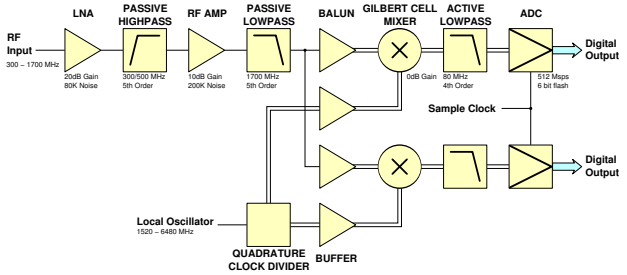 LNA
PASSIVE
HIGHPASS
RF AMP
PASSIVE
LOWPASS
BALUN
GILBERT CELL
MIXER
ACTIVE
LOWPASS
ADC
RF
Input
300 – 1700 MHz
20dB Gain
80K Noise
300/500 MHz
5th Order
10dB Gain
200K Noise
1700 MHz
5th Order
0dB Gain
80 MHz
4th Order
512 Msps
6 bit flash
Digital
Output
Sample Clock
Digital
Output
Local Oscillator
1520 – 6480 MHz
QUADRATURE
CLOCK DIVIDER
BUFFER